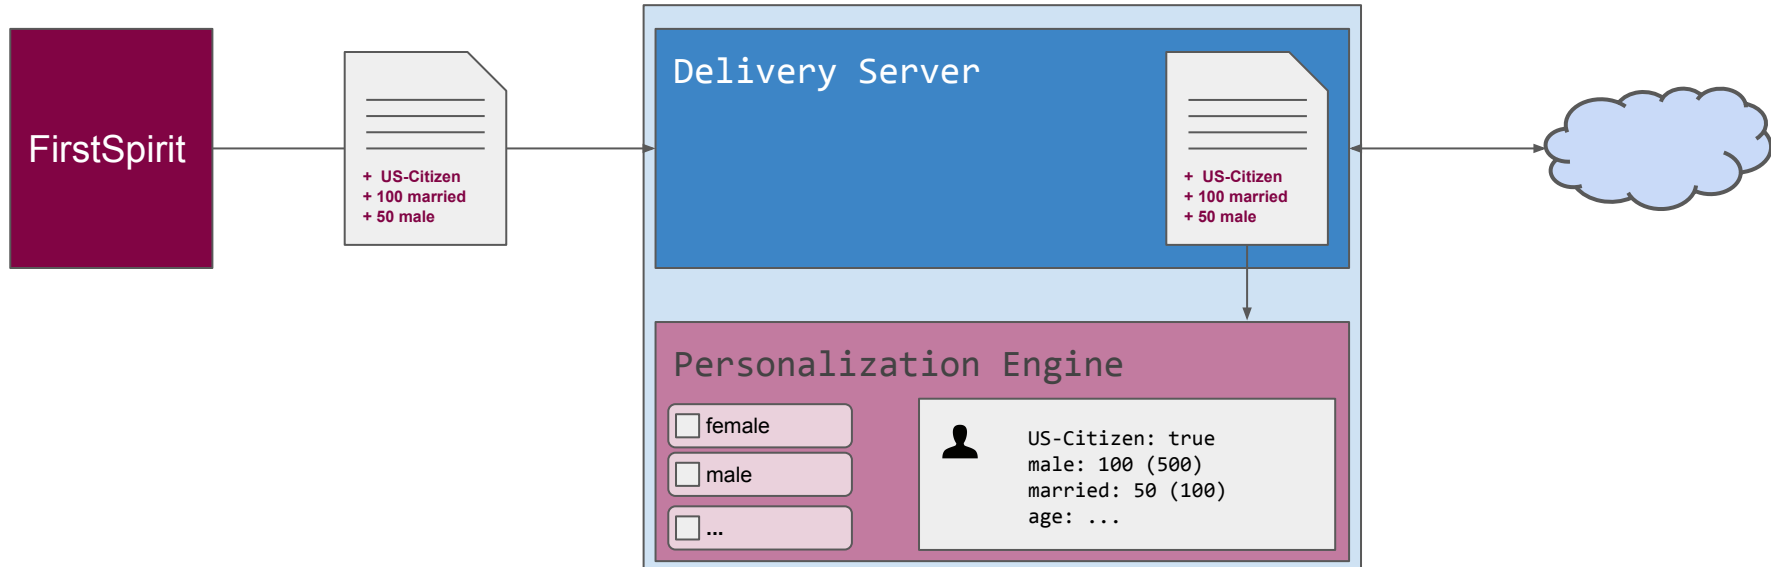 FirstSpirit
+ US-Citizen
+ 100 married
+ 50 male
Delivery Server
+ US-Citizen
+ 100 married
+ 50 male
Personalization Engine
female
male
...
US-Citizen: true
male: 100 (500)
married: 50 (100)
age: ...